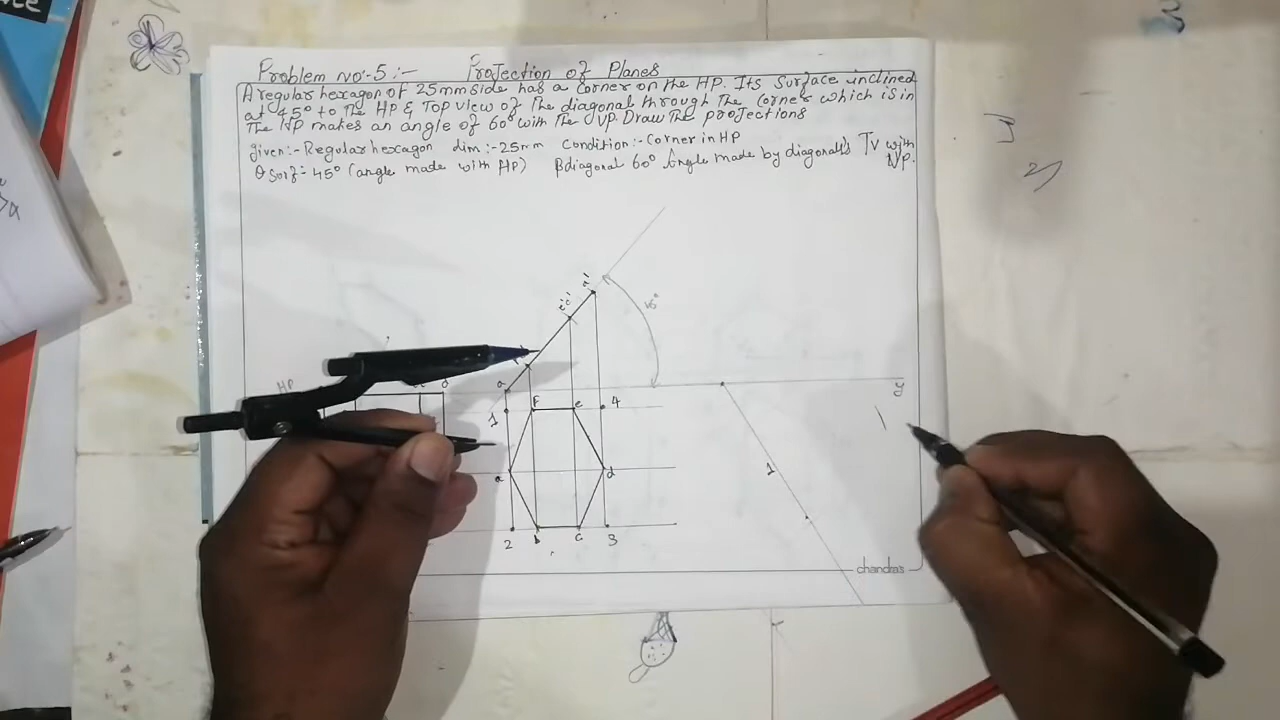 Problem no:-5:- Projection of Planes
A regular hexagon of 25mm side has a corner on the HP. Its Surface inclined
at 45° to the HP & Top view of the diagonal through the corner which is in
The HP makes an angle of 60° with the VP. Draw The projections
given:- Regular hexagon dim:-25mm Condition:-Corner in HP
θ Surf = 45° (angle made with HP) β diagonal 60° Angle made by diagonal's Tv with
VP.
d'
e'c'
45°
HP
a'
d
y
1
f
e
4
a
d
1
2
b
c
3
chandra's